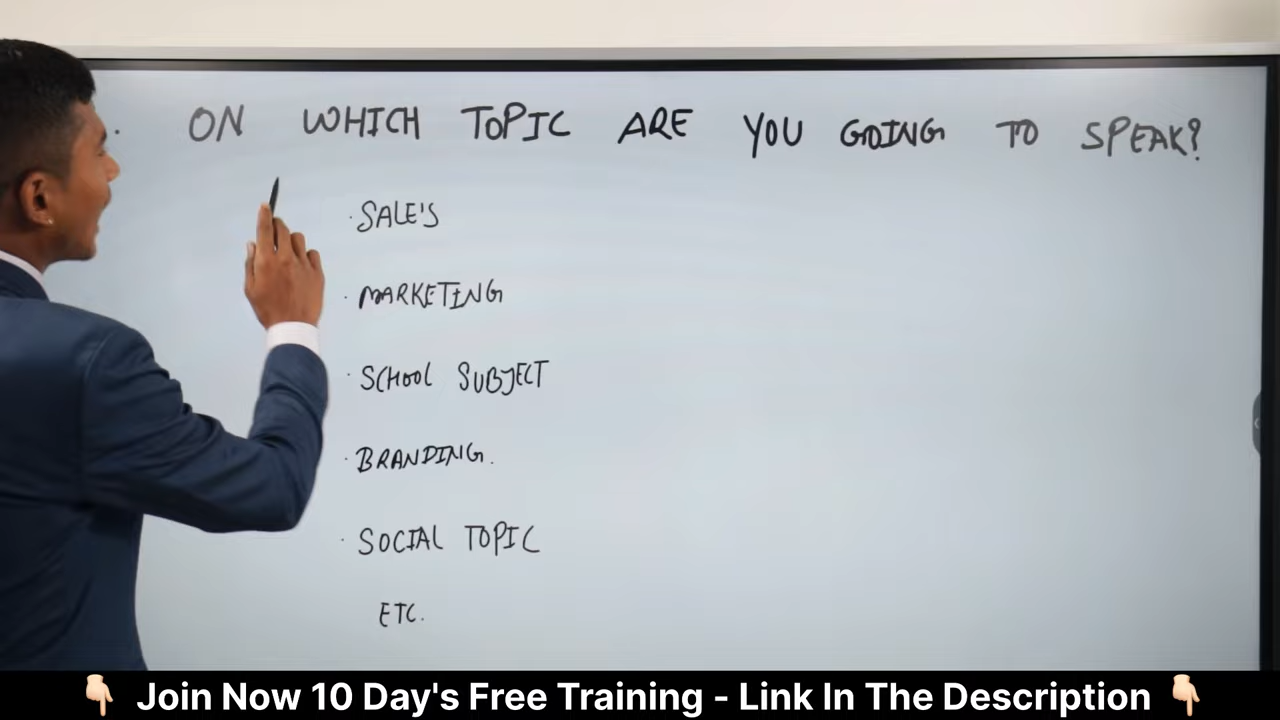 . ON WHICH TOPIC ARE YOU GOING TO SPEAK?
· SALE'S
· MARKETING
· SCHOOL SUBJECT
· BRANDING.
· SOCIAL TOPIC
ETC.
👇🏻 Join Now 10 Day's Free Training - Link In The Description 👇🏻